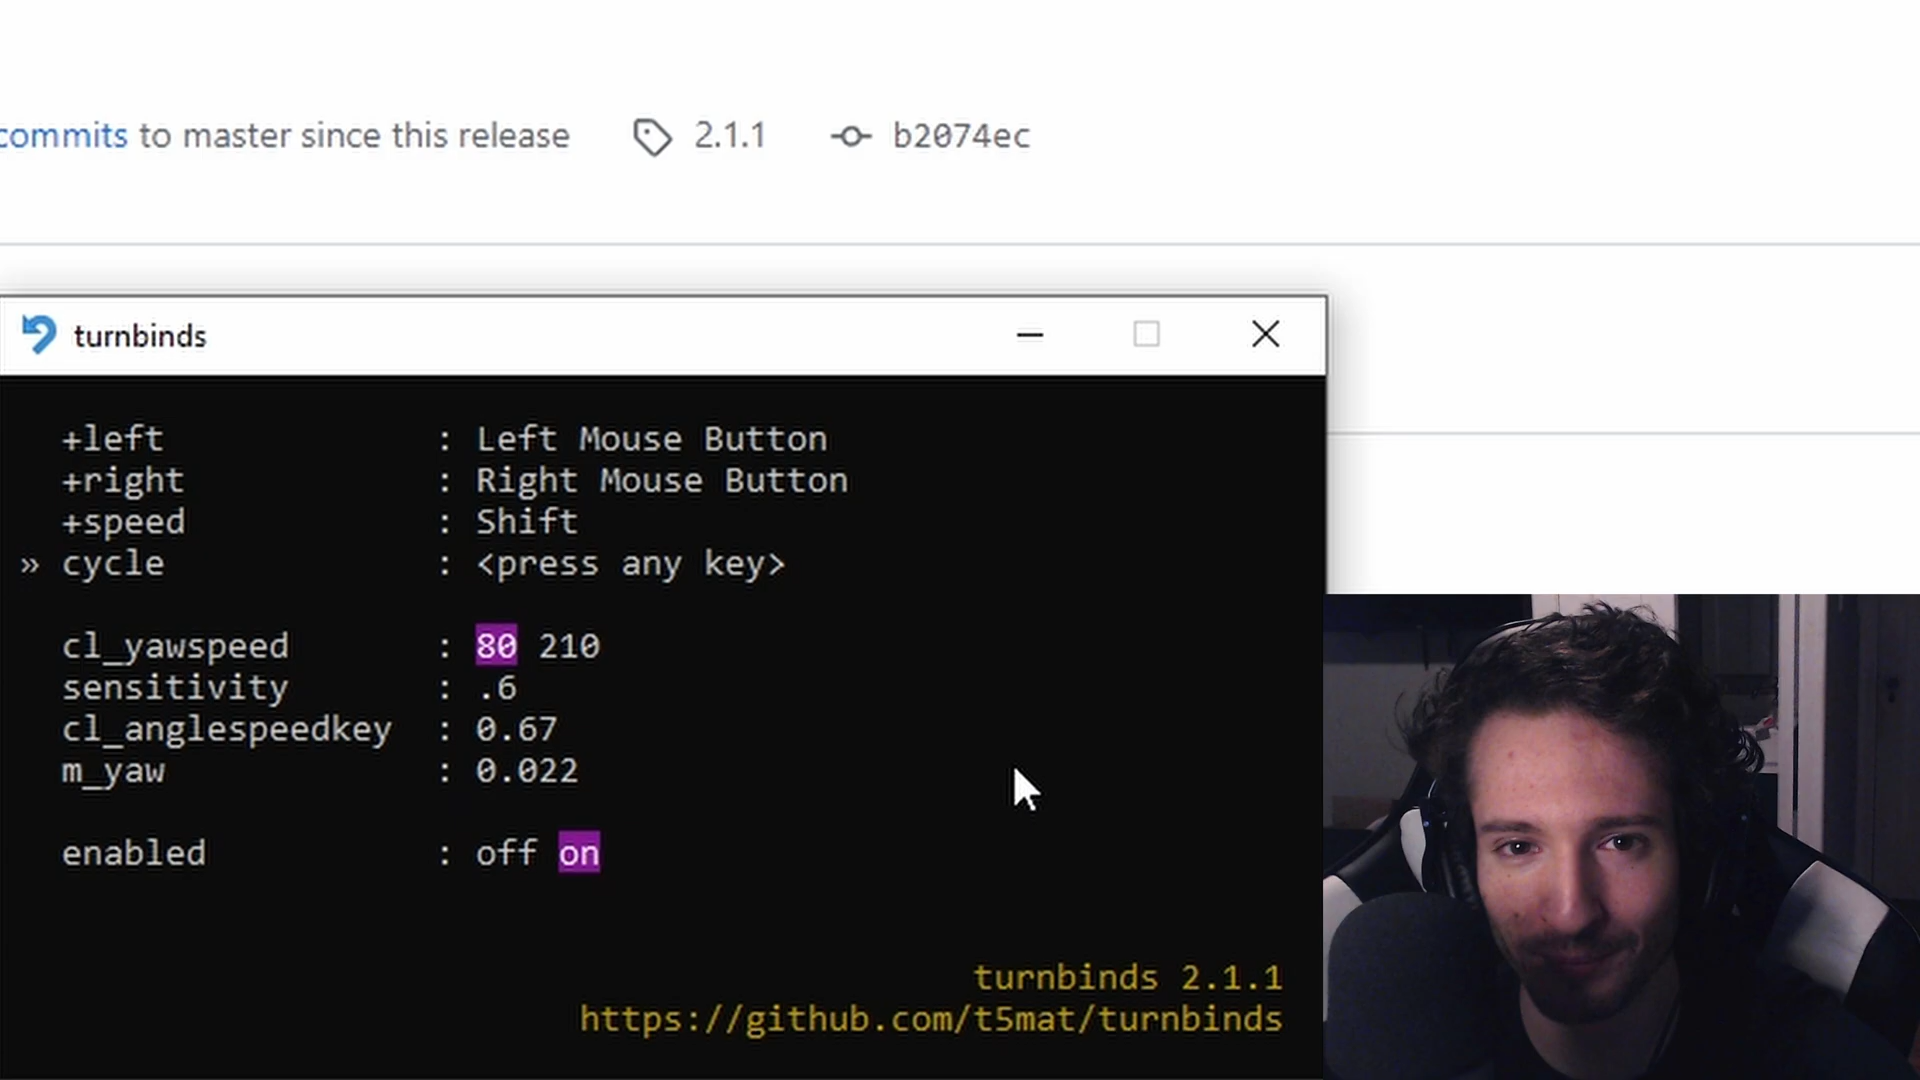 commits to master since this release 2.1.1 b2074ec
turnbinds
+left : Left Mouse Button
+right : Right Mouse Button
+speed : Shift
» cycle : <press any key>
cl_yawspeed : 80 210
sensitivity : .6
cl_anglespeedkey : 0.67
m_yaw : 0.022
enabled : off on
turnbinds 2.1.1
https://github.com/t5mat/turnbinds